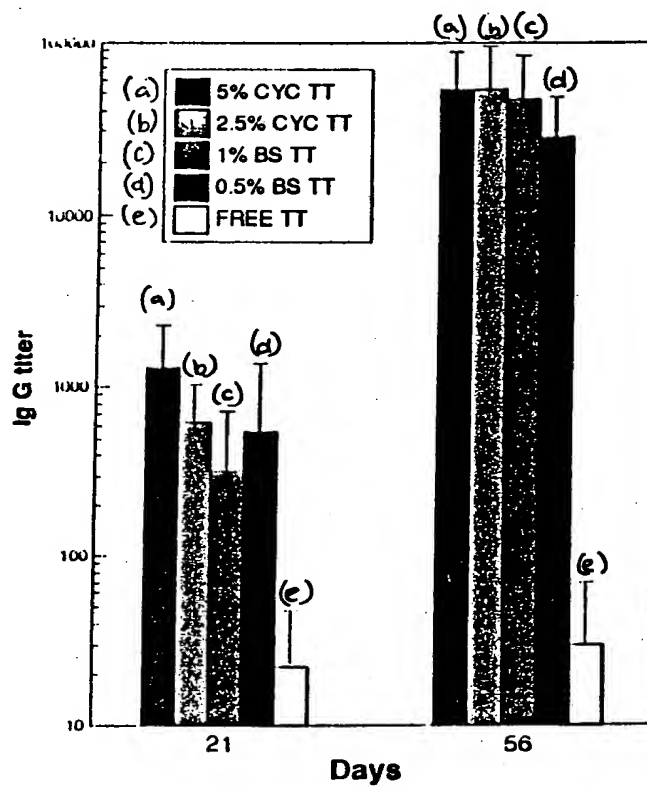 100000
(a) (b) (c)
(d)
(a) 5% CYC TT
(b) 2.5% CYC TT
(c) 1% BS TT
(d) 0.5% BS TT
(e) FREE TT
10000
(a)
(b) (c) (d)
1000
Ig G titer
100
(e)
(e)
10
21 56
Days